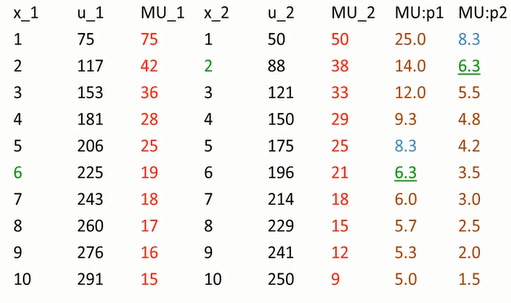 x_1 u_1 MU_1 x_2 u_2 MU_2 MU:p1 MU:p2
1 75 75 1 50 50 25.0 8.3
2 117 42 2 88 38 14.0 6.3
3 153 36 3 121 33 12.0 5.5
4 181 28 4 150 29 9.3 4.8
5 206 25 5 175 25 8.3 4.2
6 225 19 6 196 21 6.3 3.5
7 243 18 7 214 18 6.0 3.0
8 260 17 8 229 15 5.7 2.5
9 276 16 9 241 12 5.3 2.0
10 291 15 10 250 9 5.0 1.5